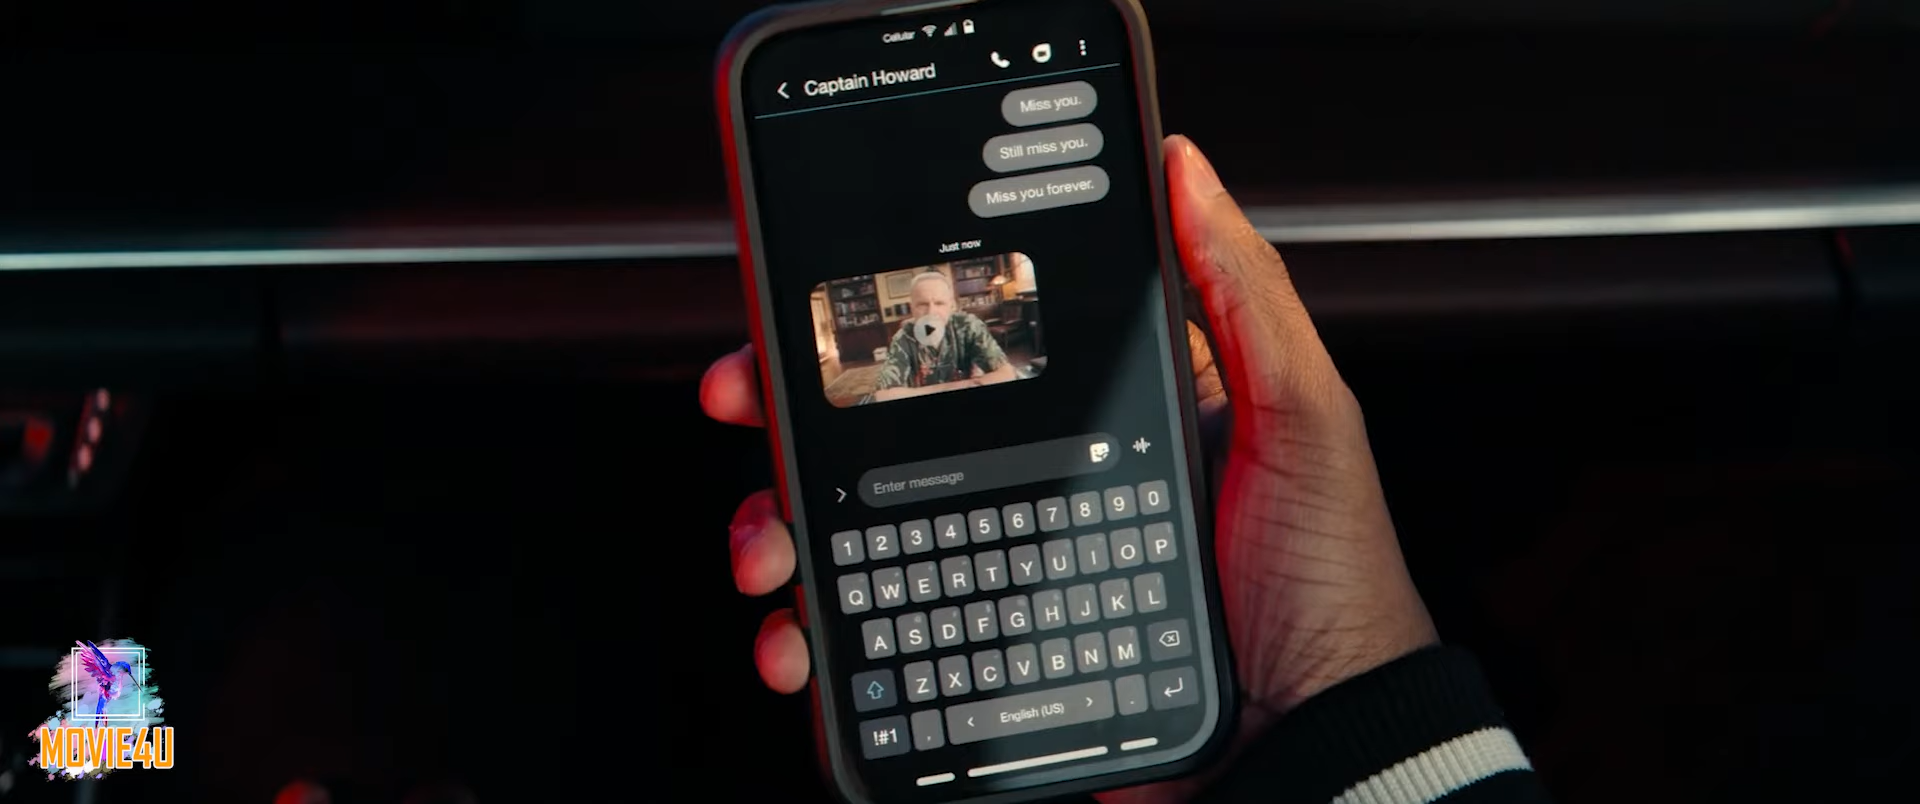 Cellular
Captain Howard
Miss you.
Still miss you.
Miss you forever.
Just now
Enter message
1 2 3 4 5 6 7 8 9 0
Q W E R T Y U I O P
A S D F G H J K L
Z X C V B N M
!#1 , < English (US) > .
MOVIE4U